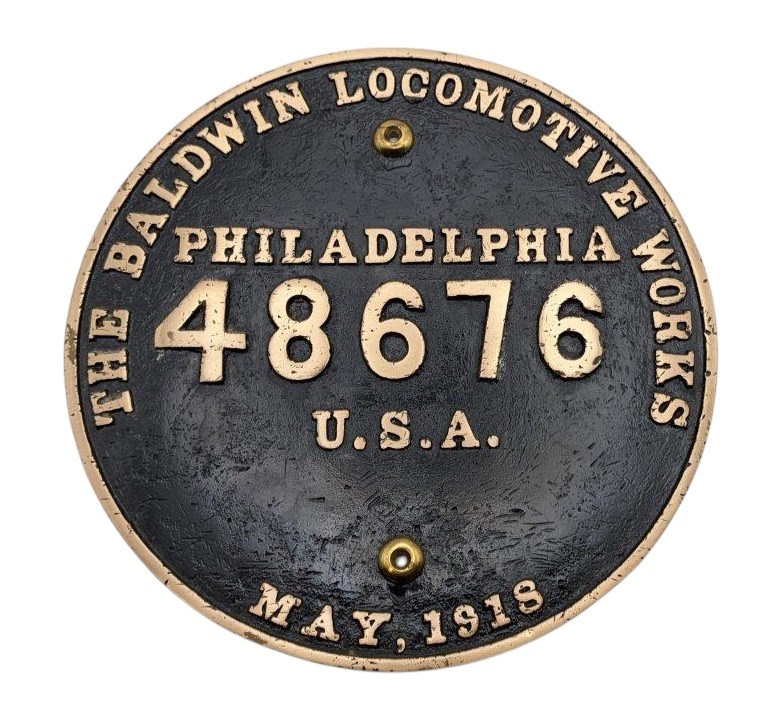 THE BALDWIN LOCOMOTIVE WORKS
PHILADELPHIA
48676
U.S.A.
MAY, 1918